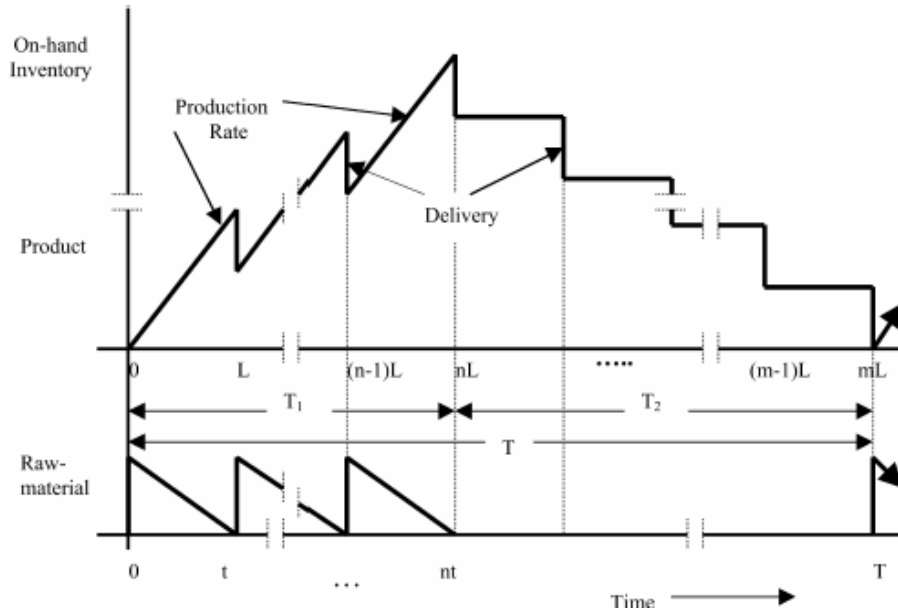 On-hand
Inventory
Production
Rate
Delivery
Product
0 L (n-1)L nL ..... (m-1)L mL
T₁ T₂
T
Raw-
material
0 t ... nt T
Time